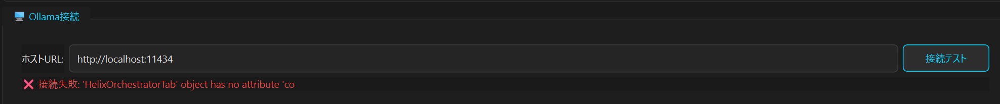 Ollama接続
ホストURL: http://localhost:11434 接続テスト
❌ 接続失敗: 'HelixOrchestratorTab' object has no attribute 'co